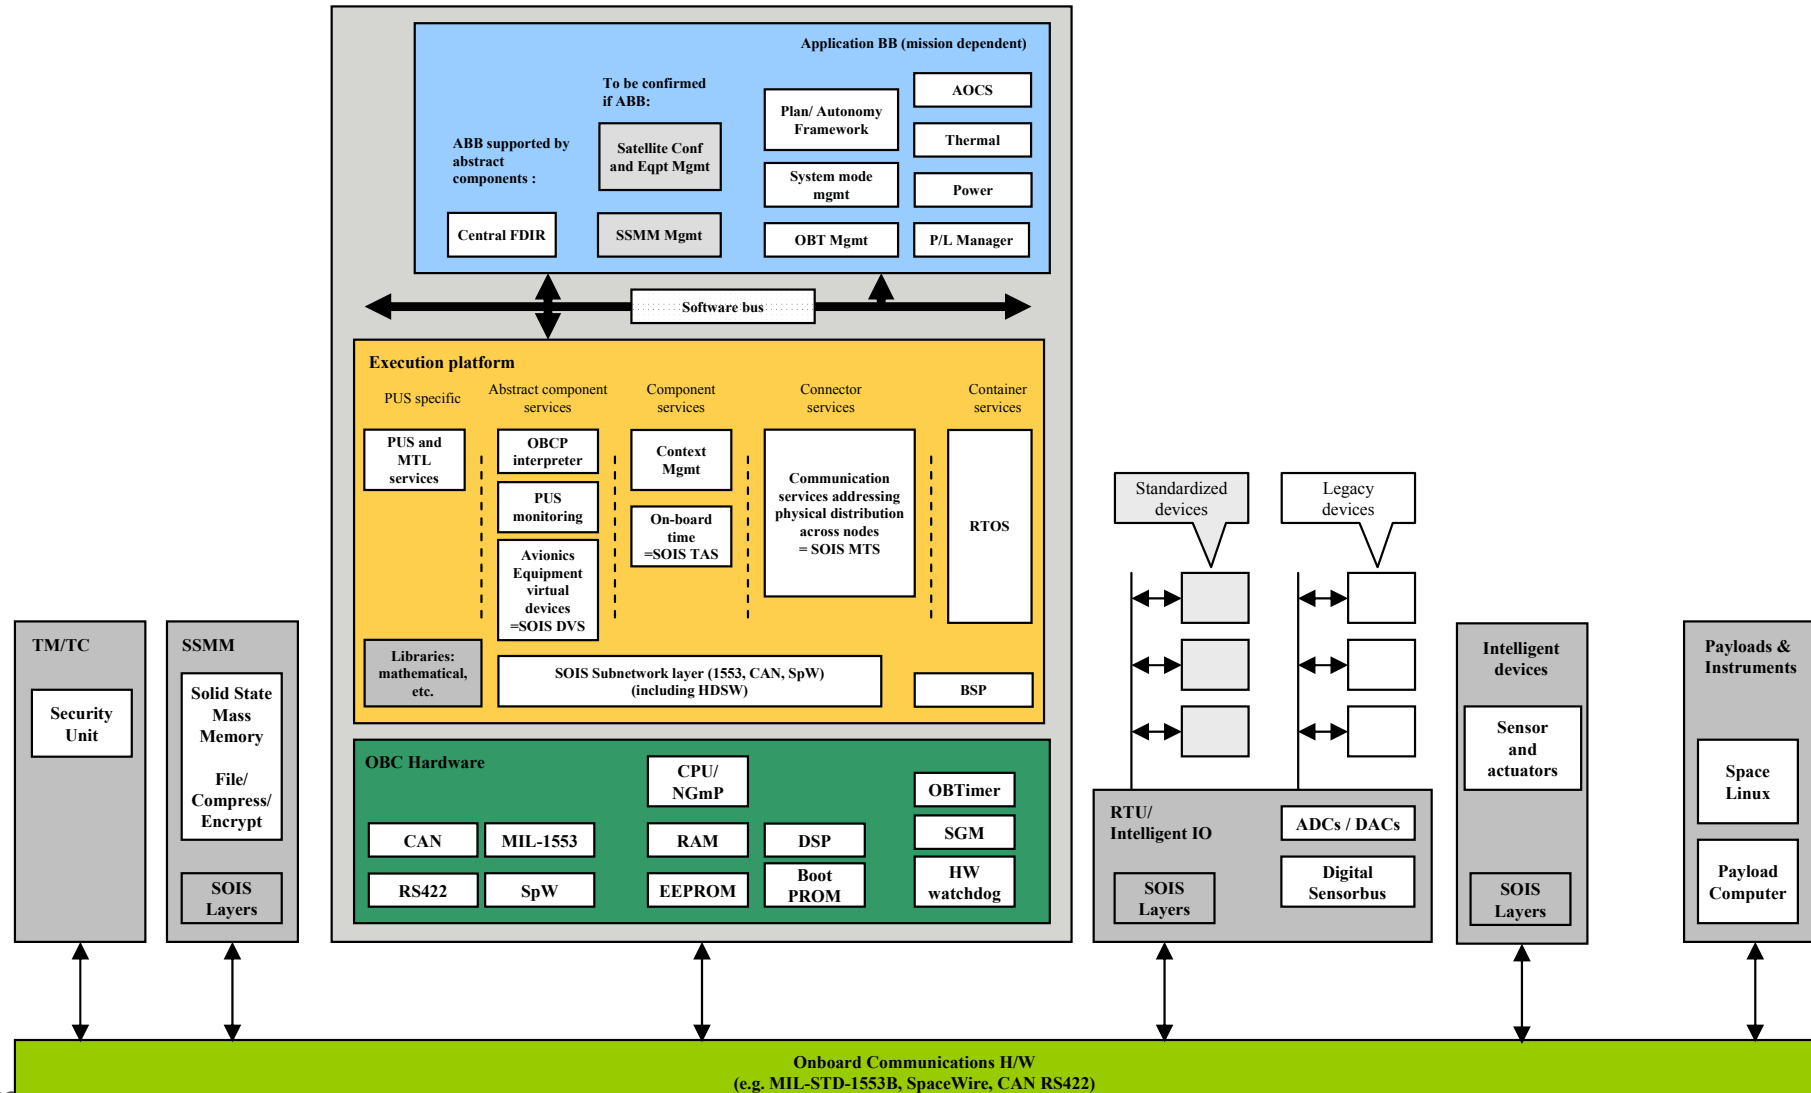 Application BB (mission dependent)
To be confirmed
if ABB:
ABB supported by
abstract
components :
Central FDIR
Satellite Conf
and Eqpt Mgmt
SSMM Mgmt
Plan/ Autonomy
Framework
System mode
mgmt
OBT Mgmt
AOCS
Thermal
Power
P/L Manager
Software bus
Execution platform
PUS specific
Abstract component
services
Component
services
Connector
services
Container
services
PUS and
MTL
services
OBCP
interpreter
PUS
monitoring
Avionics
Equipment
virtual
devices
=SOIS DVS
Context
Mgmt
On-board
time
=SOIS TAS
Communication
services addressing
physical distribution
across nodes
= SOIS MTS
RTOS
Libraries:
mathematical,
etc.
SOIS Subnetwork layer (1553, CAN, SpW)
(including HDSW)
BSP
OBC Hardware
CAN
MIL-1553
RS422
SpW
CPU/
NGmP
RAM
EEPROM
DSP
Boot
PROM
OBTimer
SGM
HW
watchdog
TM/TC
Security
Unit
SSMM
Solid State
Mass
Memory
File/
Compress/
Encrypt
SOIS
Layers
Standardized
devices
Legacy
devices
RTU/
Intelligent IO
ADCs / DACs
Digital
Sensorbus
SOIS
Layers
Intelligent
devices
Sensor
and
actuators
SOIS
Layers
Payloads &
Instruments
Space
Linux
Payload
Computer
Onboard Communications H/W
(e.g. MIL-STD-1553B, SpaceWire, CAN RS422)